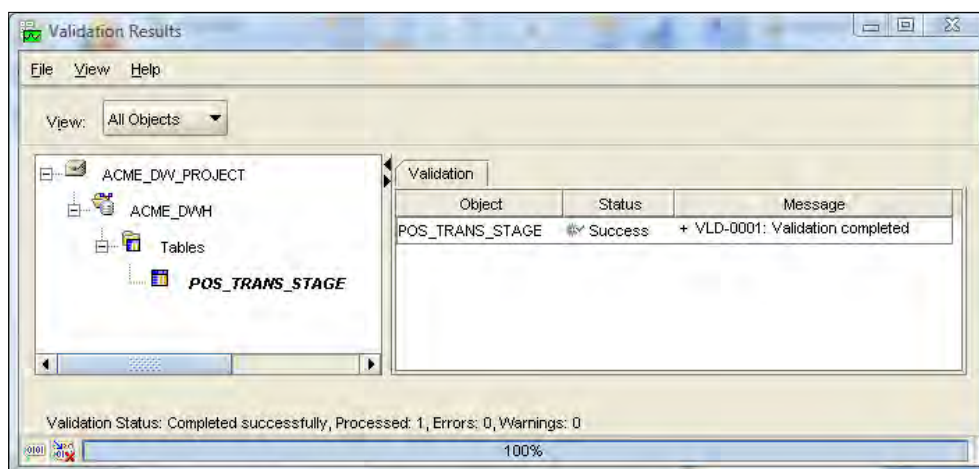 Validation Results
File View Help
View: All Objects
ACME_DW_PROJECT
ACME_DWH
Tables
POS_TRANS_STAGE
Validation
Object Status Message
POS_TRANS_STAGE Success + VLD-0001: Validation completed
Validation Status: Completed successfully, Processed: 1, Errors: 0, Warnings: 0
100%